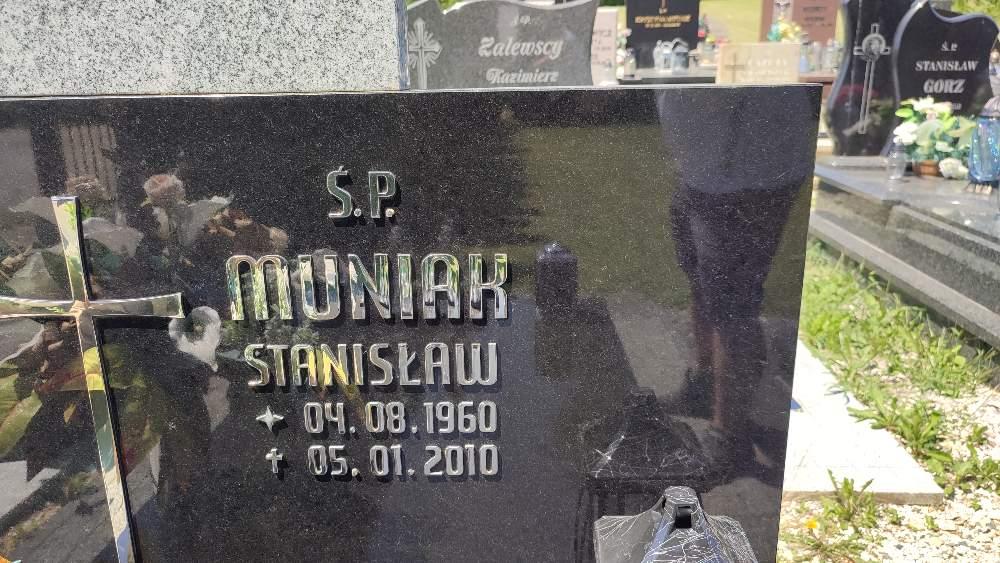 Ś.P.
Zalewscy
Kazimierz
Ś.P.
STANISŁAW
GORZ
Ś.P.
MUNIAK
STANISŁAW
04.08.1960
05.01.2010